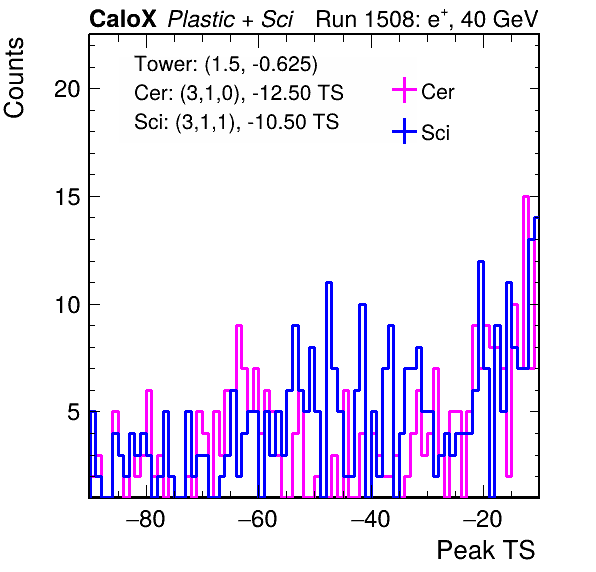 CaloX Plastic + Sci Run 1508: e+, 40 GeV
Counts
Tower: (1.5, -0.625)
Cer: (3,1,0), -12.50 TS
Sci: (3,1,1), -10.50 TS
Cer
Sci
20
15
10
5
−80 −60 −40 −20
Peak TS